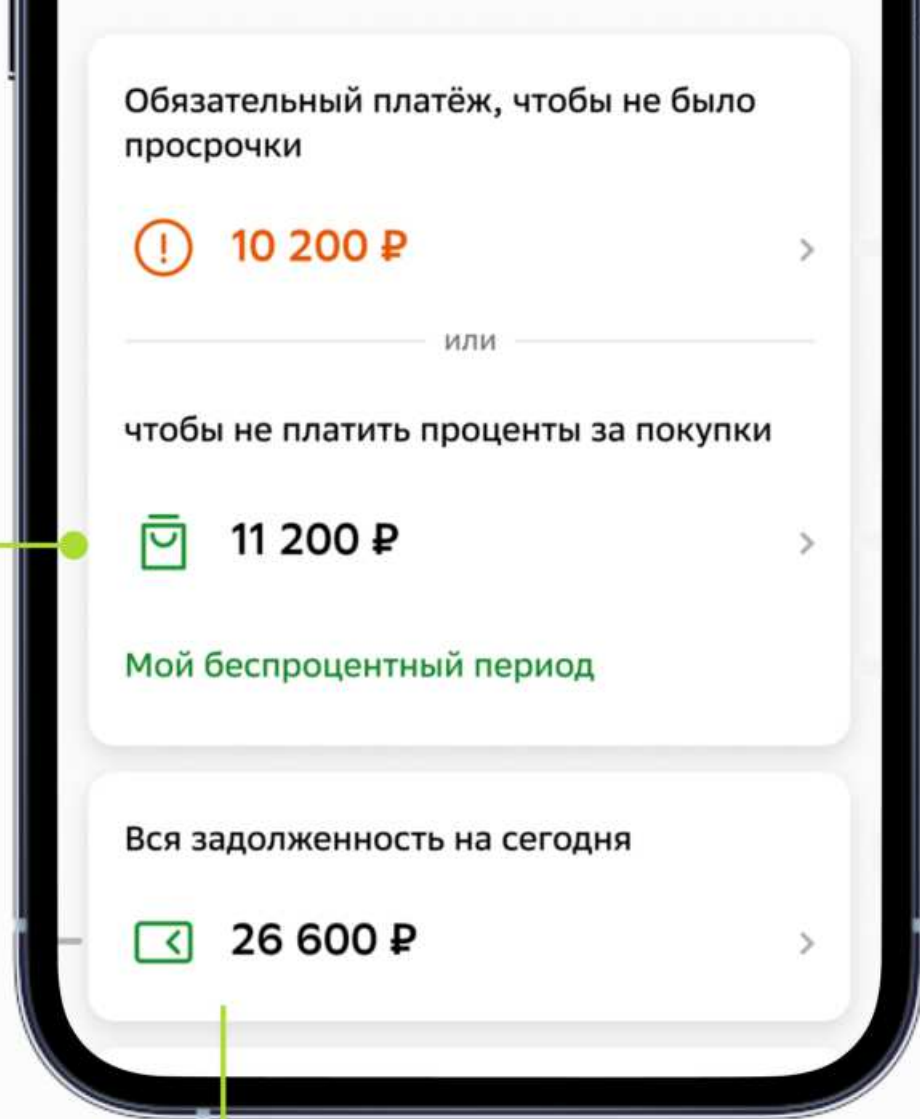 Обязательный платёж, чтобы не было
просрочки
10 200 ₽
или
чтобы не платить проценты за покупки
11 200 ₽
Мой беспроцентный период
Вся задолженность на сегодня
26 600 ₽